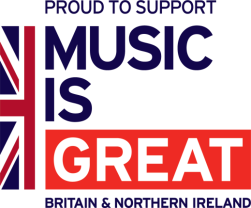 PROUD TO SUPPORT
MUSIC
IS
GREAT
BRITAIN & NORTHERN IRELAND